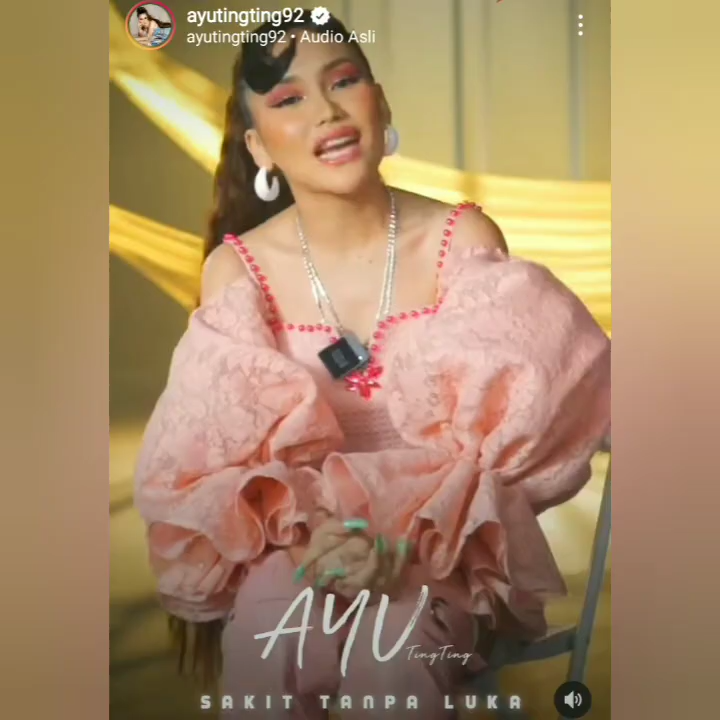 ayutingting92
ayutingting92 • Audio Asli
AYU
TingTing
SAKIT TANPA LUKA